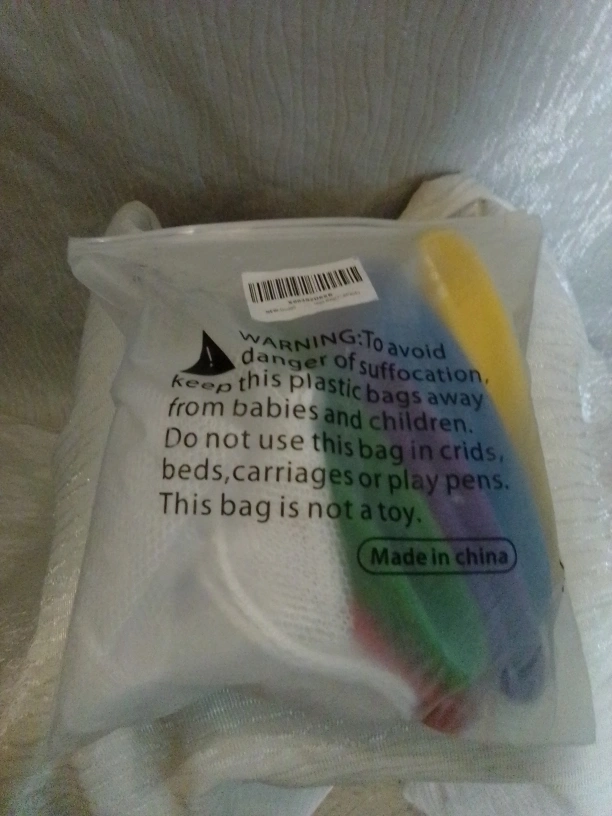 WARNING:To avoid
danger of suffocation,
keep this plastic bags away
from babies and children.
Do not use this bag in crids,
beds,carriages or play pens.
This bag is not a toy.
Made in china